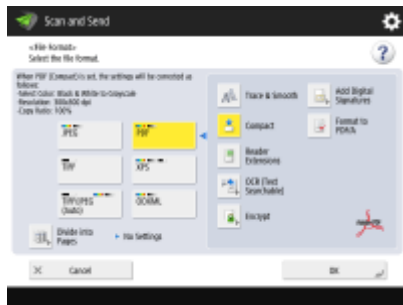 Scan and Send
<File Format>
Select the file format.
When PDF (Compact) is set, the settings will be corrected as
follows:
-Select Color: Black & White to Grayscale
-Resolution: 300x300 dpi
-Copy Ratio: 100%
JPEG
PDF
TIFF
XPS
TIFF/JPEG
(Auto)
OOXML
Divide into
Pages
No Settings
Trace & Smooth
Compact
Reader
Extensions
OCR (Text
Searchable)
Encrypt
Add Digital
Signatures
Format to
PDF/A
Cancel
OK